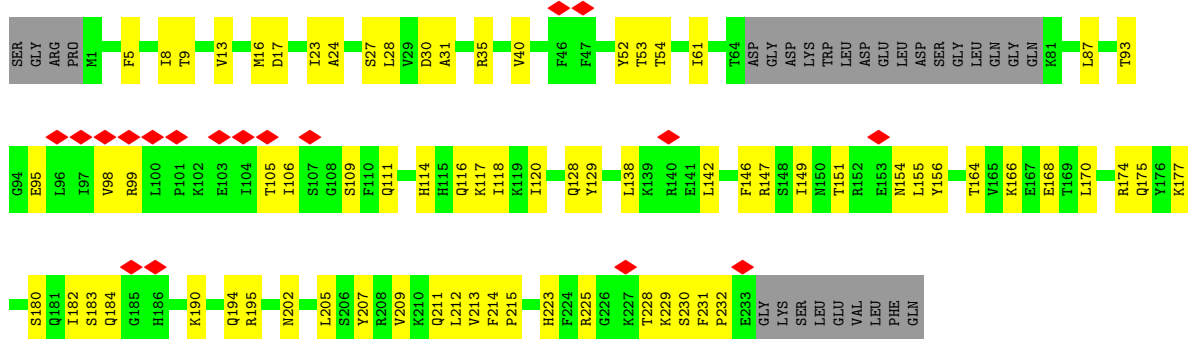 SER GLY ARG PRO M1 F5 I8 T9 V13 M16 D17 I23 A24 S27 L28 V29 D30 A31 R35 V40 F46 F47 Y52 T53 T54 I61 T64 ASP GLY ASP LYS TRP LEU ASP GLU LEU ASP SER GLY LEU GLN GLY GLN K81 L87 T93
G94 E95 L96 I97 V98 R99 L100 P101 K102 E103 I104 T105 I106 S107 G108 S109 F110 Q111 H114 H115 Q116 K117 I118 K119 I120 Q128 Y129 L138 K139 R140 E141 L142 F146 R147 S148 I149 N150 T151 R152 E153 N154 L155 Y156 T164 V165 K166 E167 E168 T169 L170 R174 Q175 Y176 K177
S180 Q181 I182 S183 Q184 G185 H186 K190 Q194 R195 N202 L205 S206 Y207 R208 V209 K210 Q211 L212 V213 F214 P215 H223 F224 R225 G226 K227 T228 K229 S230 F231 P232 E233 GLY LYS SER LEU GLU VAL LEU PHE GLN